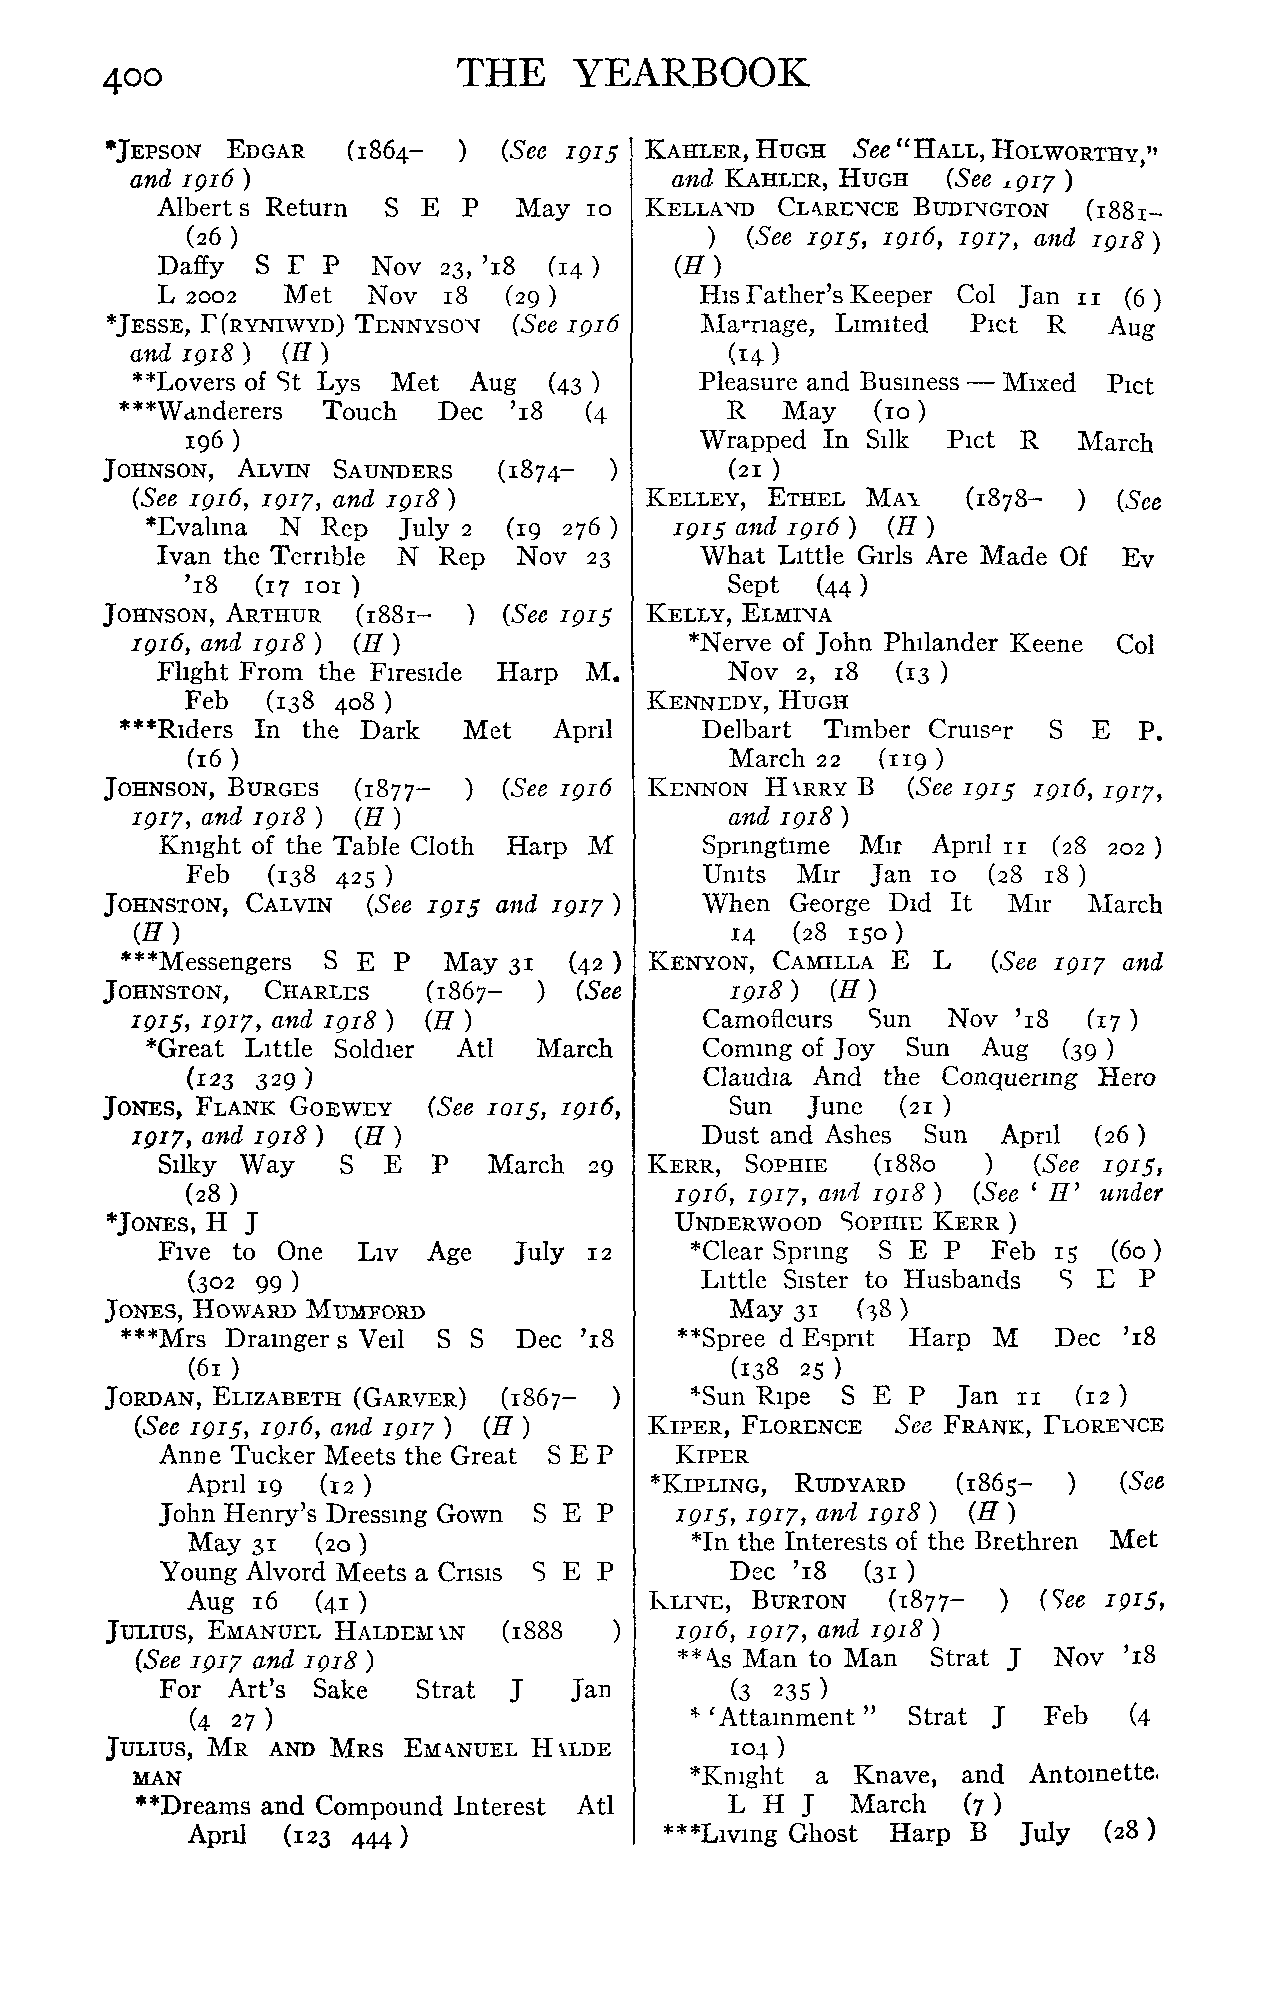 400 THE YEARBOOK
*JEPSON EDGAR (1864– ) (See 1915
and 1916 )
Albert s Return S E P May 10
(26 )
Daffy S E P Nov 23, '18 (14 )
L 2002 Met Nov 18 (29 )
*JESSE, F(RYNIWYD) TENNYSON (See 1916
and 1918 ) (H )
**Lovers of St Lys Met Aug (43 )
***Wanderers Touch Dec '18 (4
196 )
JOHNSON, ALVIN SAUNDERS (1874– )
(See 1916, 1917, and 1918 )
*Evalina N Rep July 2 (19 276 )
Ivan the Terrible N Rep Nov 23
'18 (17 101 )
JOHNSON, ARTHUR (1881– ) (See 1915
1916, and 1918 ) (H )
Flight From the Fireside Harp M.
Feb (138 408 )
***Riders In the Dark Met April
(16 )
JOHNSON, BURGES (1877– ) (See 1916
1917, and 1918 ) (H )
Knight of the Table Cloth Harp M
Feb (138 425 )
JOHNSTON, CALVIN (See 1915 and 1917 )
(H )
***Messengers S E P May 31 (42 )
JOHNSTON, CHARLES (1867– ) (See
1915, 1917, and 1918 ) (H )
*Great Little Soldier Atl March
(123 329 )
JONES, FLANK GOEWEY (See 1915, 1916,
1917, and 1918 ) (H )
Silky Way S E P March 29
(28 )
*JONES, H J
Five to One Liv Age July 12
(302 99 )
JONES, HOWARD MUMFORD
***Mrs Drainger s Veil S S Dec '18
(61 )
JORDAN, ELIZABETH (GARVER) (1867– )
(See 1915, 1916, and 1917 ) (H )
Anne Tucker Meets the Great S E P
April 19 (12 )
John Henry's Dressing Gown S E P
May 31 (20 )
Young Alvord Meets a Crisis S E P
Aug 16 (41 )
JULIUS, EMANUEL HALDEMAN (1888 )
(See 1917 and 1918 )
For Art's Sake Strat J Jan
(4 27 )
JULIUS, MR AND MRS EMANUEL HALDE
MAN
**Dreams and Compound Interest Atl
April (123 444 )
KAHLER, HUGH See "HALL, HOLWORTHY,"
and KAHLER, HUGH (See 1917 )
KELLAND CLARENCE BUDINGTON (1881–
) (See 1915, 1916, 1917, and 1918 )
(H )
His Father's Keeper Col Jan 11 (6 )
Marriage, Limited Pict R Aug
(14 )
Pleasure and Business — Mixed Pict
R May (10 )
Wrapped In Silk Pict R March
(21 )
KELLEY, ETHEL MAY (1878– ) (See
1915 and 1916 ) (H )
What Little Girls Are Made Of Ev
Sept (44 )
KELLY, ELMINA
*Nerve of John Philander Keene Col
Nov 2, 18 (13 )
KENNEDY, HUGH
Delbart Timber Cruiser S E P.
March 22 (119 )
KENNON HARRY B (See 1915 1916, 1917,
and 1918 )
Springtime Mir April 11 (28 202 )
Units Mir Jan 10 (28 18 )
When George Did It Mir March
14 (28 150 )
KENYON, CAMILLA E L (See 1917 and
1918 ) (H )
Camofleurs Sun Nov '18 (17 )
Coming of Joy Sun Aug (39 )
Claudia And the Conquering Hero
Sun June (21 )
Dust and Ashes Sun April (26 )
KERR, SOPHIE (1880 ) (See 1915,
1916, 1917, and 1918 ) (See ' H' under
UNDERWOOD SOPHIE KERR )
*Clear Spring S E P Feb 15 (60 )
Little Sister to Husbands S E P
May 31 (38 )
**Spree d Esprit Harp M Dec '18
(138 25 )
*Sun Ripe S E P Jan 11 (12 )
KIPER, FLORENCE See FRANK, FLORENCE
KIPER
*KIPLING, RUDYARD (1865– ) (See
1915, 1917, and 1918 ) (H )
*In the Interests of the Brethren Met
Dec '18 (31 )
KLINE, BURTON (1877– ) (See 1915,
1916, 1917, and 1918 )
**As Man to Man Strat J Nov '18
(3 235 )
* 'Attainment " Strat J Feb (4
104 )
*Knight a Knave, and Antoinette.
L H J March (7 )
***Living Ghost Harp B July (28 )